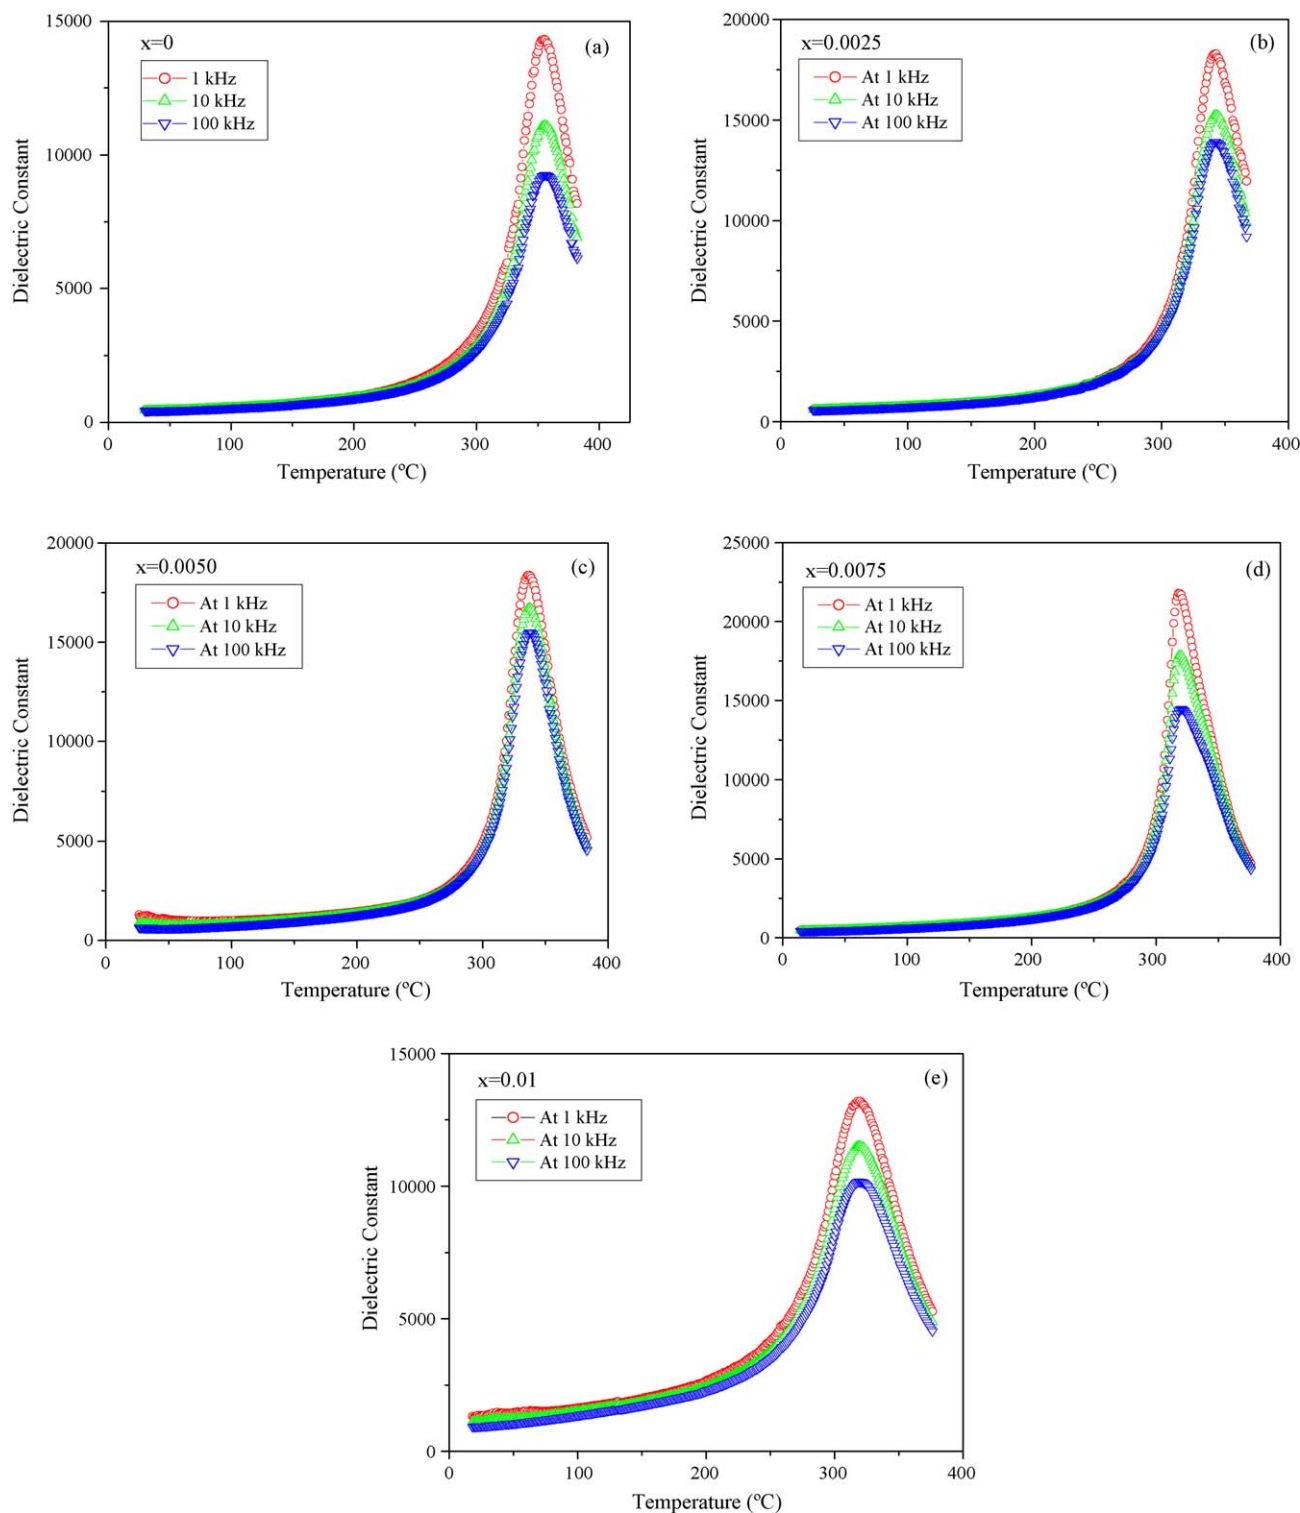 x=0
(a)
1 kHz
10 kHz
100 kHz
15000
10000
5000
0
Dielectric Constant
0 100 200 300 400
Temperature (ºC)
x=0.0025
(b)
At 1 kHz
At 10 kHz
At 100 kHz
20000
15000
10000
5000
0
Dielectric Constant
0 100 200 300 400
Temperature (ºC)
x=0.0050
(c)
At 1 kHz
At 10 kHz
At 100 kHz
20000
15000
10000
5000
0
Dielectric Constant
0 100 200 300 400
Temperature (ºC)
x=0.0075
(d)
At 1 kHz
At 10 kHz
At 100 kHz
25000
20000
15000
10000
5000
0
Dielectric Constant
0 100 200 300 400
Temperature (ºC)
x=0.01
(e)
At 1 kHz
At 10 kHz
At 100 kHz
15000
10000
5000
0
Dielectric Constant
0 100 200 300 400
Temperature (ºC)